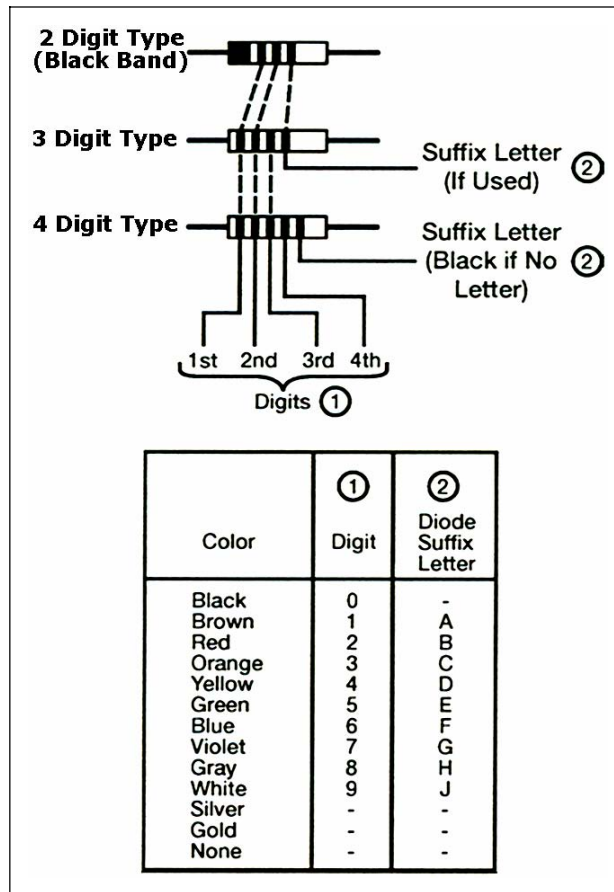 2 Digit Type
(Black Band)
3 Digit Type
Suffix Letter
(If Used)
2
4 Digit Type
Suffix Letter
(Black if No
Letter)
2
1st 2nd 3rd 4th
Digits 1
1 2
Color Digit Diode
Suffix
Letter
Black 0 -
Brown 1 A
Red 2 B
Orange 3 C
Yellow 4 D
Green 5 E
Blue 6 F
Violet 7 G
Gray 8 H
White 9 J
Silver - -
Gold - -
None - -